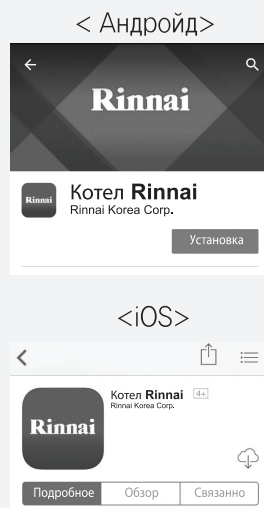 < Андройд>
Rinnai
Rinnai
Котел Rinnai
Rinnai Korea Corp.
Установка
<iOS>
Rinnai
Котел Rinnai 4+
Rinnai Korea Corp.
Подробное Обзор Связанно